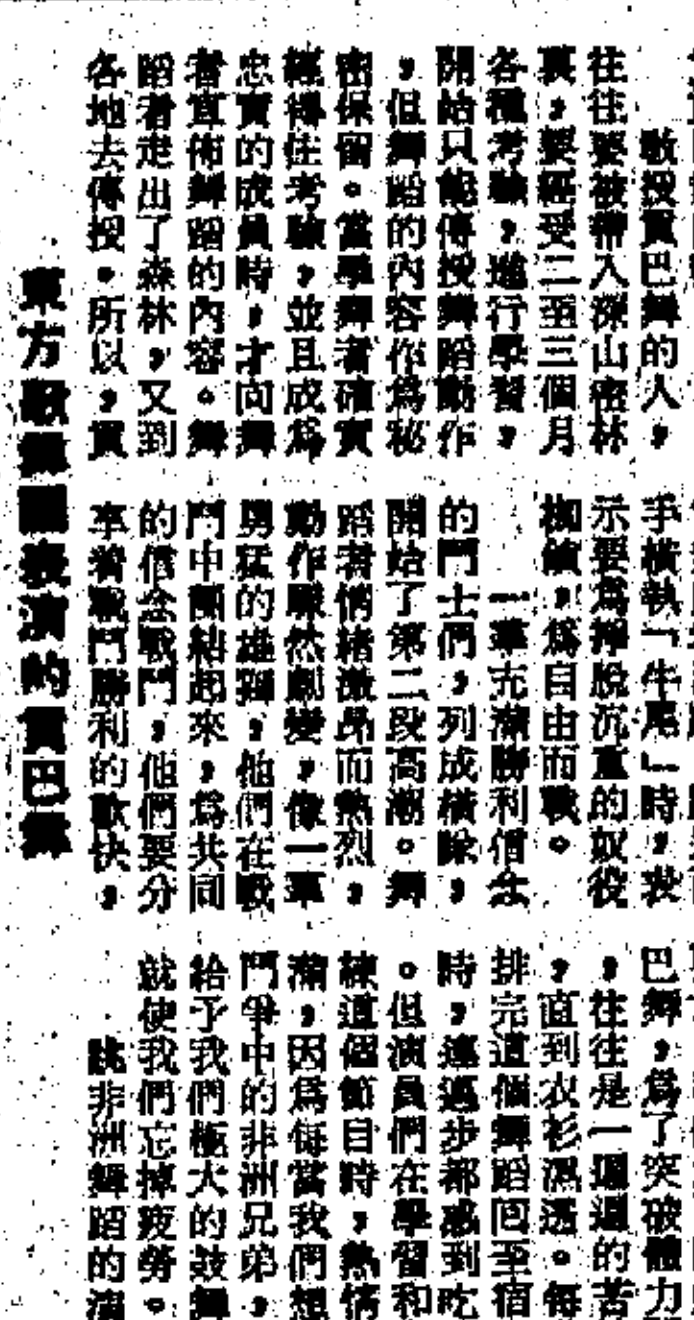 教授貢巴舞的人，
往往要被帶入深山密林
裏，要經受二至三個月
各種考驗，進行學習，
開始只能傳授舞蹈動作
，但舞蹈的內容作爲秘
密保留。當學舞者確實
經得住考驗，並且成爲
忠實的成員時，才向舞
者宣佈舞蹈的內容。舞
蹈者走出了森林，又到
各地去傳授。所以，貢
手橫執「牛尾」時，表
示要爲掙脫沉重的奴役
枷鎖，爲自由而戰。
一羣充滿勝利信念
的鬥士們，列成橫隊，
開始了第二段高潮。舞
蹈者情緒激昂而熱烈，
動作驟然劇變，像一羣
勇猛的雄獅，他們在戰
鬥中團結起來，爲共同
的信念戰鬥，他們要分
享着戰鬥勝利的歡快，
巴舞，爲了突破體力
，往往是一遍遍的苦
，直到衣衫濕透。每
排完這個舞蹈回至宿
時，連邁步都感到吃
。但演員們在學習和
練這個節目時，熱情
滿，因爲每當我們想
鬥爭中的非洲兄弟，
給予我們極大的鼓舞
就使我們忘掉疲勞。
跳非洲舞蹈的演
東方歌舞團表演的貢巴舞